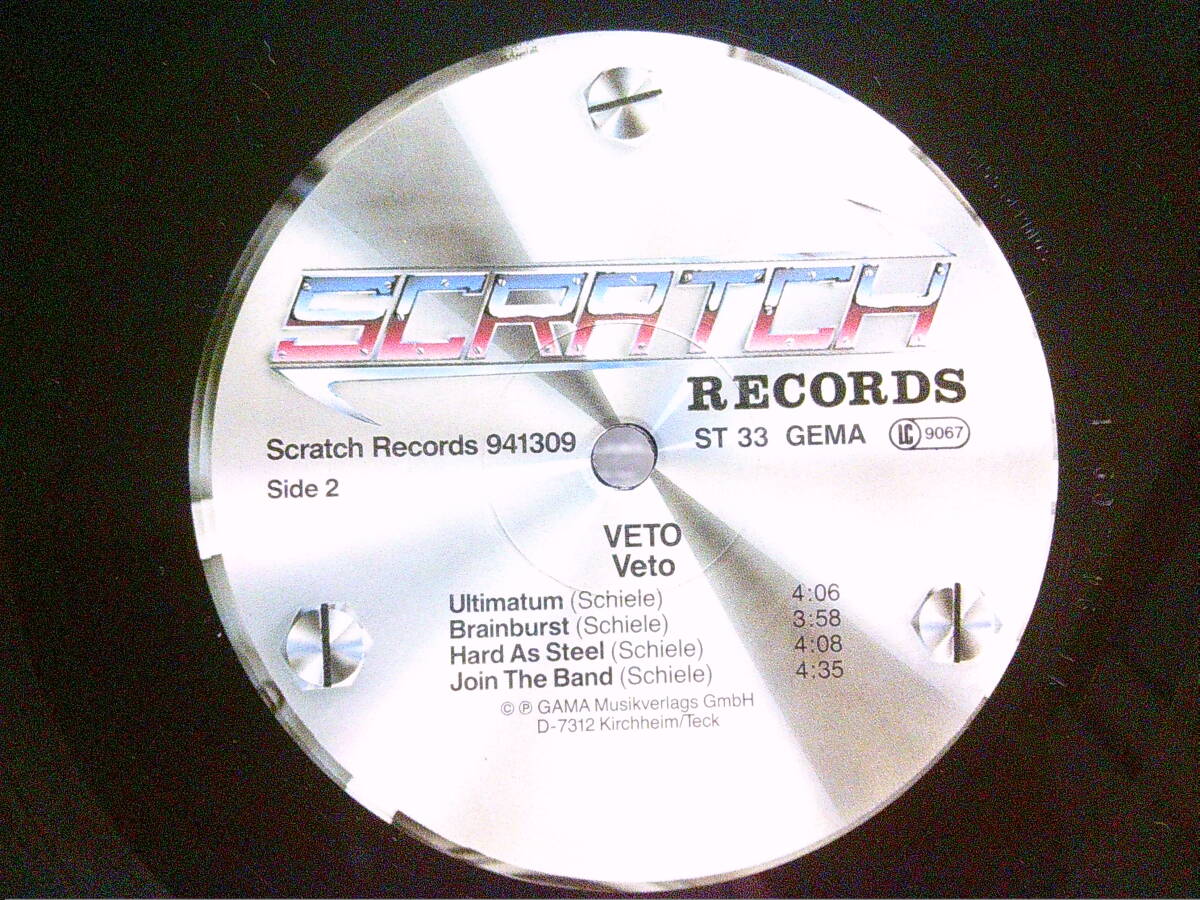 SCRATCH
RECORDS
Scratch Records 941309
ST 33 GEMA LC 9067
Side 2
VETO
Veto
Ultimatum (Schiele) 4:06
Brainburst (Schiele) 3:58
Hard As Steel (Schiele) 4:08
Join The Band (Schiele) 4:35
© ℗ GAMA Musikverlags GmbH
D-7312 Kirchheim/Teck